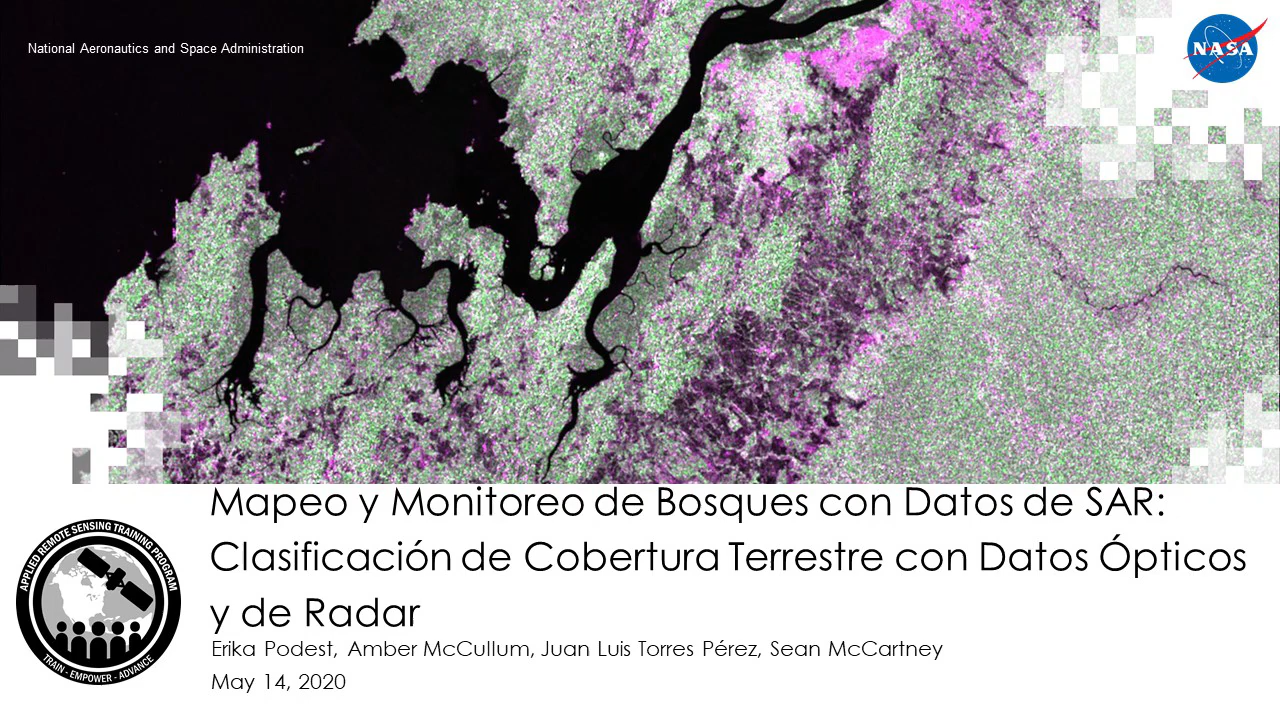 National Aeronautics and Space Administration
NASA
Mapeo y Monitoreo de Bosques con Datos de SAR:
Clasificación de Cobertura Terrestre con Datos Ópticos
y de Radar
Erika Podest, Amber McCullum, Juan Luis Torres Pérez, Sean McCartney
May 14, 2020
APPLIED REMOTE SENSING TRAINING PROGRAM
TRAIN - EMPOWER - ADVANCE